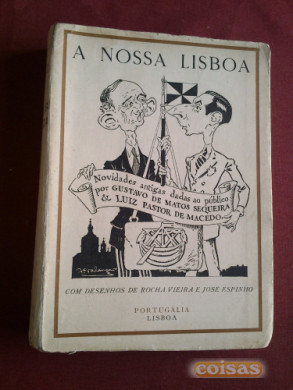 A NOSSA LISBOA
Novidades antigas dadas ao público
por GUSTAVO DE MATOS SEQUEIRA
& LUIZ PASTOR DE MACEDO
COM DESENHOS DE ROCHA VIEIRA E JOSÉ ESPINHO
PORTUGÁLIA
LISBOA
coisas